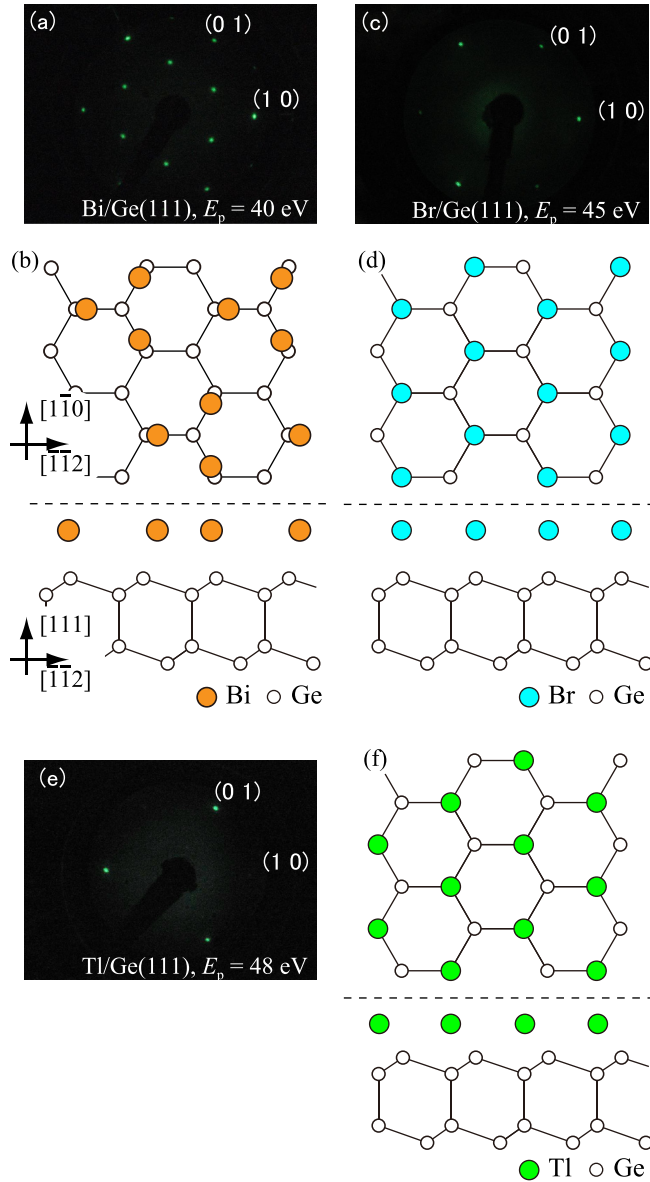 (a)
(0 1)
(1 0)
Bi/Ge(111), Eₚ = 40 eV
(c)
(0 1)
(1 0)
Br/Ge(111), Eₚ = 45 eV
(b)
[11̅0]
[1̅1̅2]
[111]
[1̅1̅2]
Bi Ge
(d)
Br Ge
(e)
(0 1)
(1 0)
Tl/Ge(111), Eₚ = 48 eV
(f)
Tl Ge